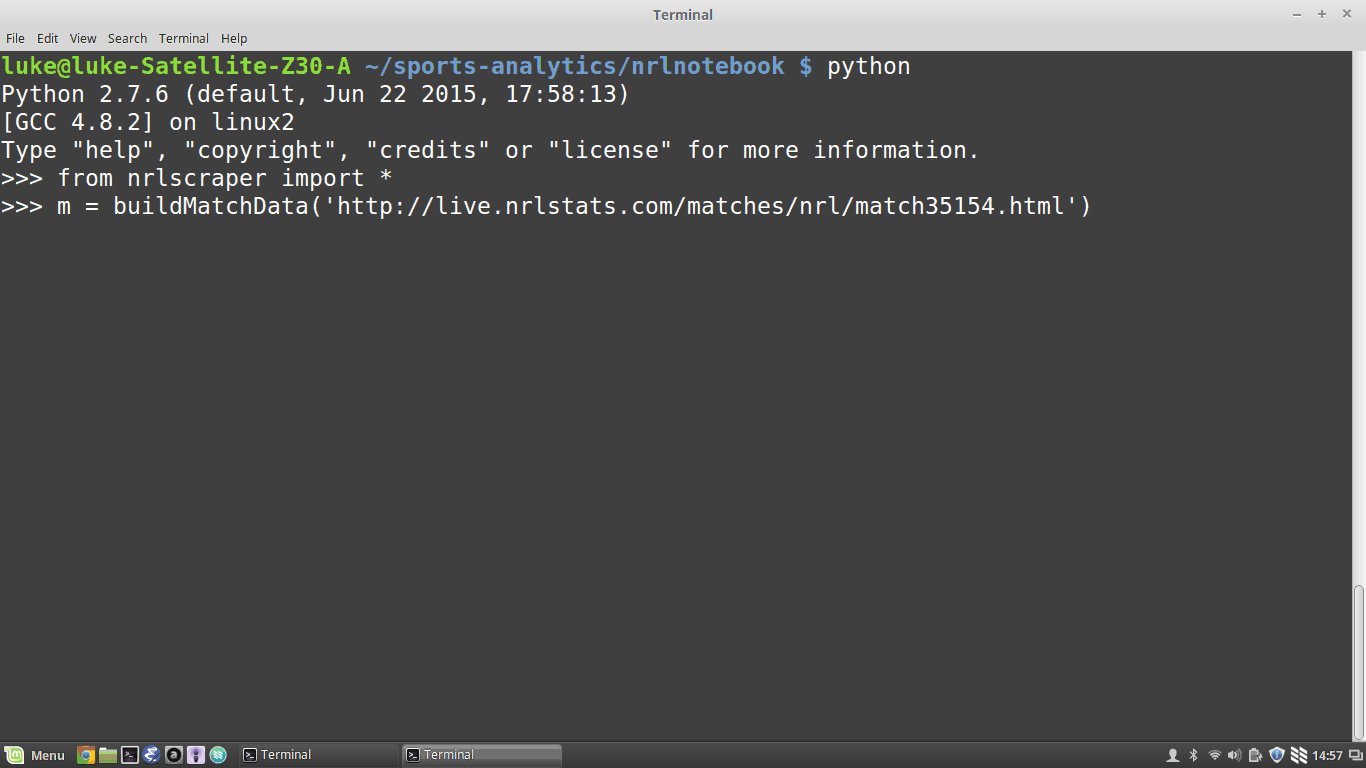 Terminal
File Edit View Search Terminal Help
luke@luke-Satellite-Z30-A ~/sports-analytics/nrlnotebook $ python
Python 2.7.6 (default, Jun 22 2015, 17:58:13)
[GCC 4.8.2] on linux2
Type "help", "copyright", "credits" or "license" for more information.
>>> from nrlscraper import *
>>> m = buildMatchData('http://live.nrlstats.com/matches/nrl/match35154.html')
Menu Terminal Terminal 14:57